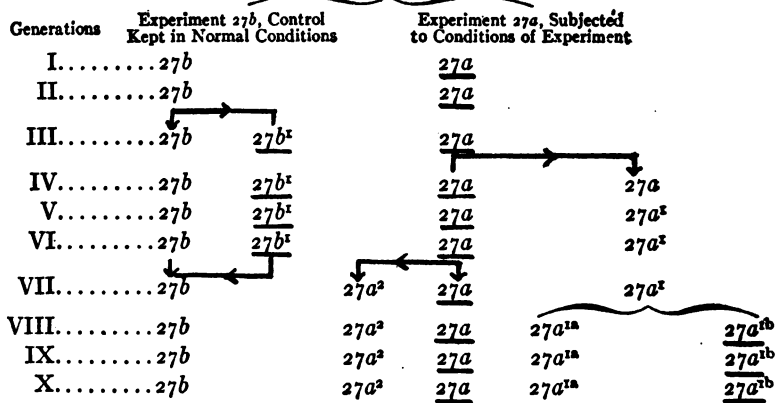 Generations Experiment 27b, Control Experiment 27a, Subjected
Kept in Normal Conditions to Conditions of Experiment
I.........27b 27a
II.........27b 27a
III.........27b 27b¹ 27a
IV.........27b 27b¹ 27a 27a
V.........27b 27b¹ 27a 27a¹
VI.........27b 27b¹ 27a 27a¹
VII.........27b 27a² 27a 27a¹
VIII.........27b 27a² 27a 27a¹ᵃ 27a¹ᵇ
IX.........27b 27a² 27a 27a¹ᵃ 27a¹ᵇ
X.........27b 27a² 27a 27a¹ᵃ 27a¹ᵇ